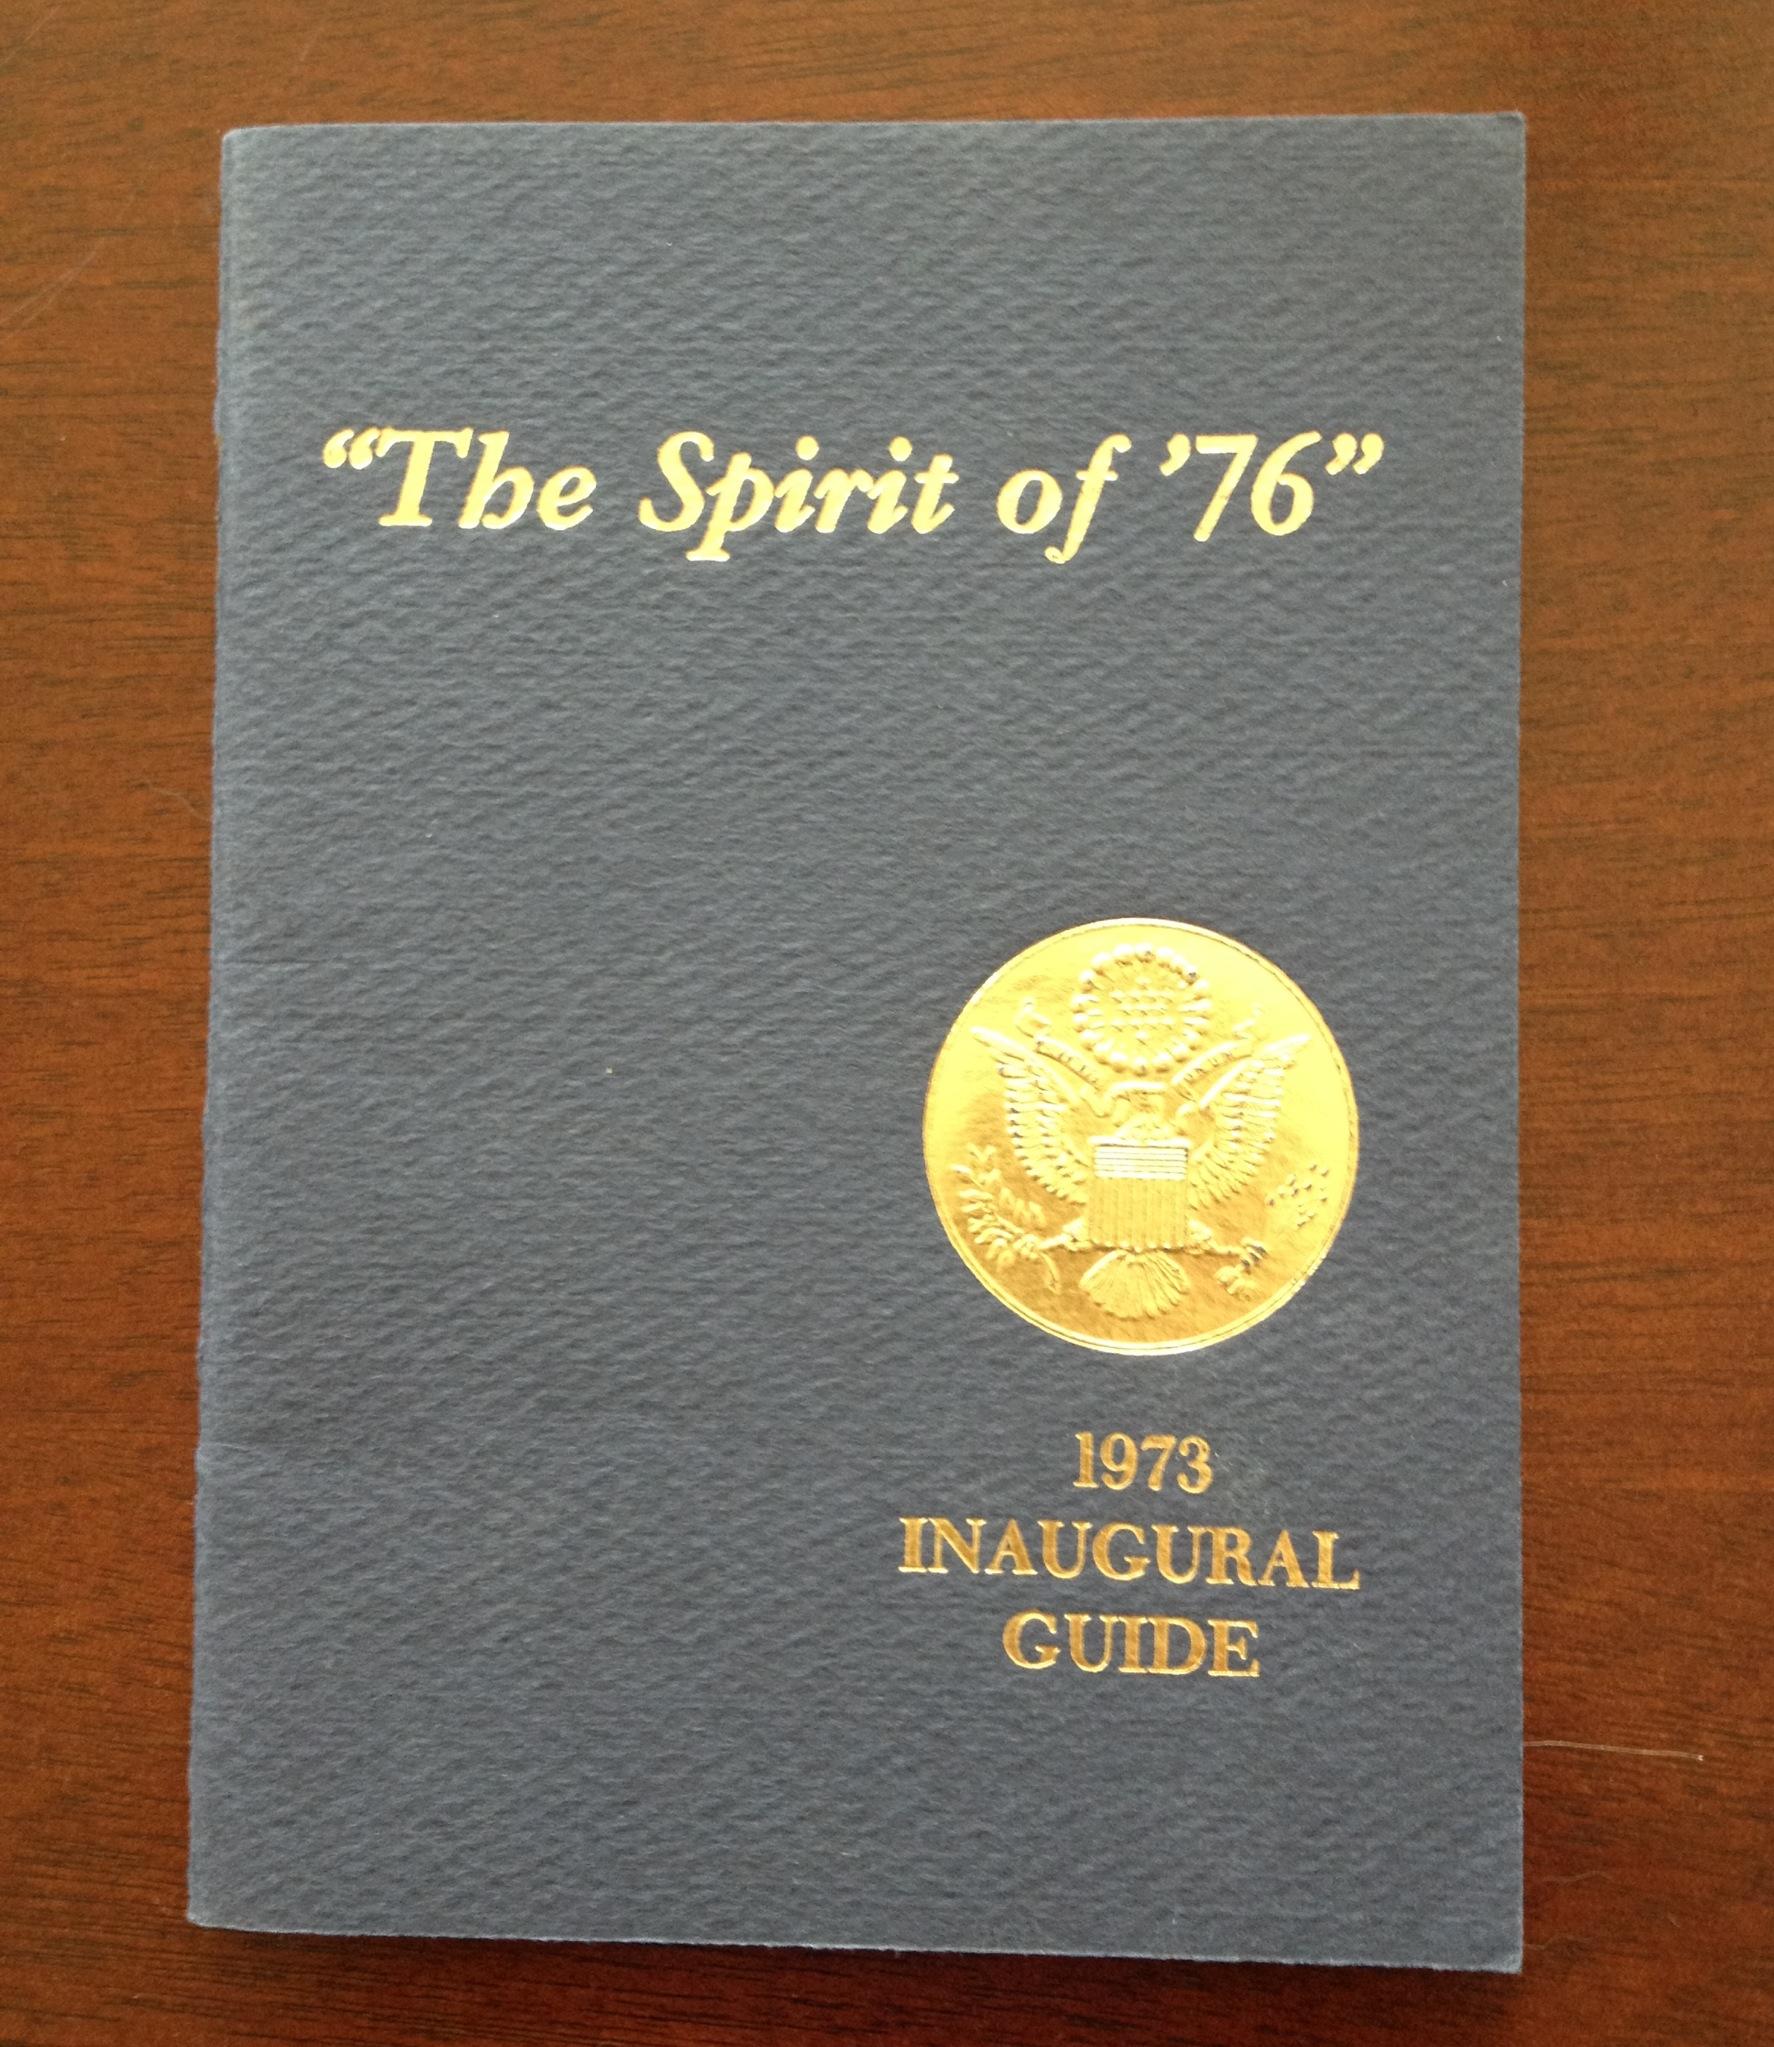 “The Spirit of ’76”
1973
INAUGURAL
GUIDE